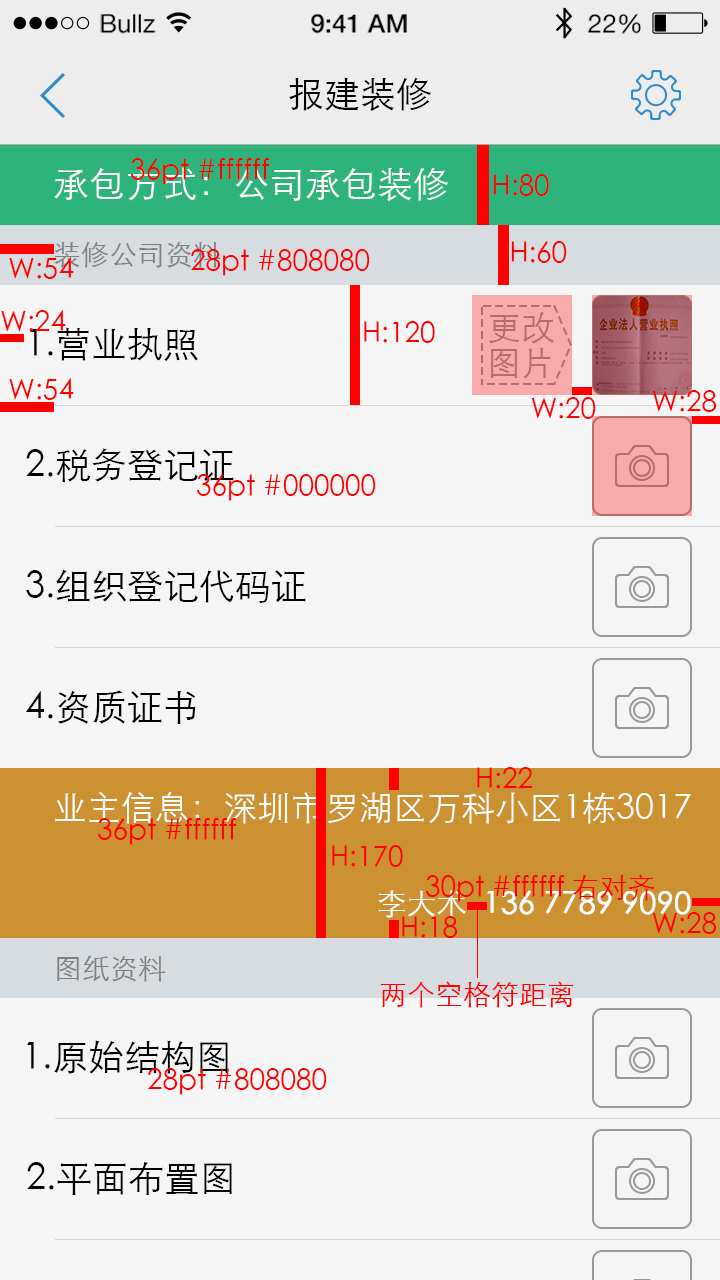 Bullz 9:41 AM 22%
报建装修
36pt #ffffff
承包方式：公司承包装修
H:80
装修公司资料
28pt #808080
H:60
W:54
W:24
1.营业执照
H:120
更改
图片
企业法人营业执照
W:54
W:20
W:28
2.税务登记证
36pt #000000
3.组织登记代码证
4.资质证书
H:22
业主信息：深圳市罗湖区万科小区1栋3017
36pt #ffffff
H:170
30pt #ffffff 右对齐
李大木 136 7789 9090
H:18
W:28
图纸资料
两个空格符距离
1.原始结构图
28pt #808080
2.平面布置图